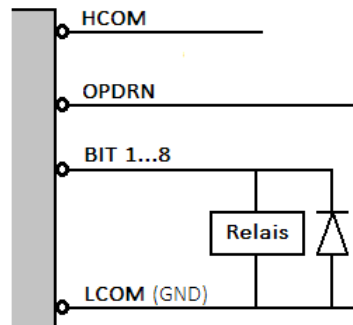 HCOM
OPDRN
BIT 1...8
Relais
LCOM (GND)